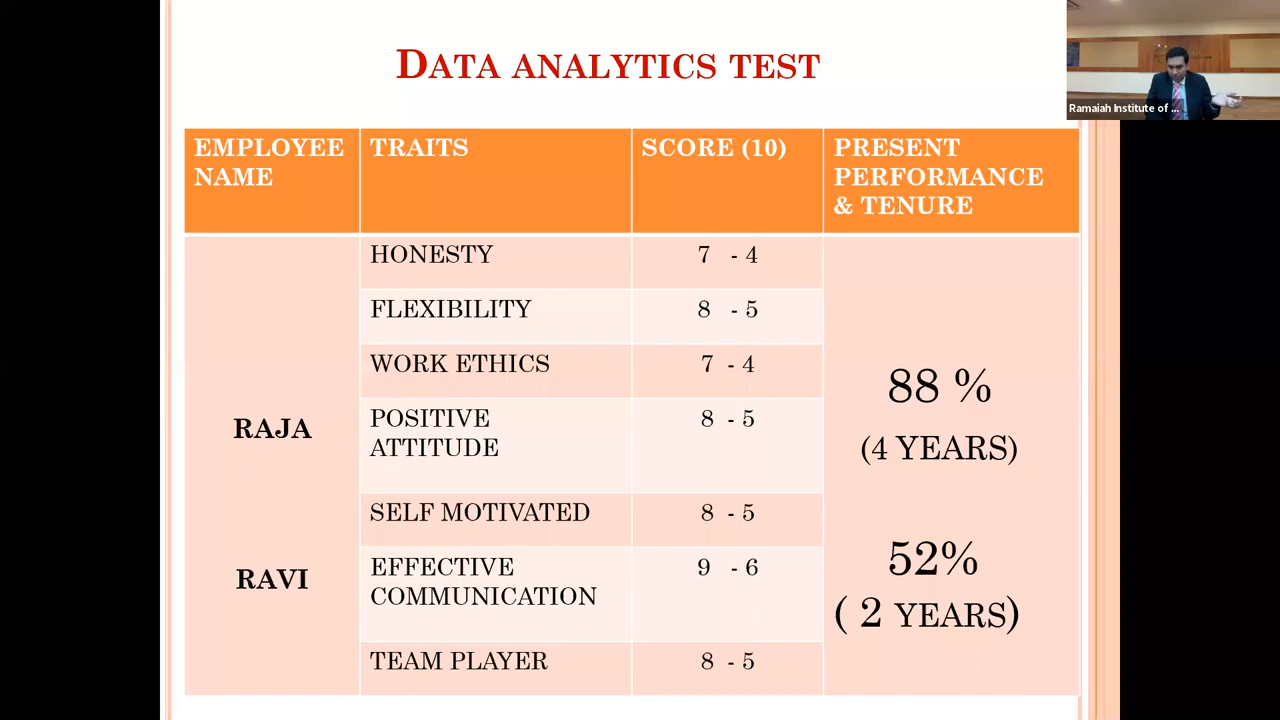 DATA ANALYTICS TEST
Ramaiah Institute of ...
EMPLOYEE NAME
TRAITS
SCORE (10)
PRESENT PERFORMANCE & TENURE
HONESTY
7 - 4
FLEXIBILITY
8 - 5
WORK ETHICS
7 - 4
POSITIVE
ATTITUDE
8 - 5
SELF MOTIVATED
8 - 5
EFFECTIVE
COMMUNICATION
9 - 6
TEAM PLAYER
8 - 5
RAJA
RAVI
88 %
(4 YEARS)
52%
( 2 YEARS)